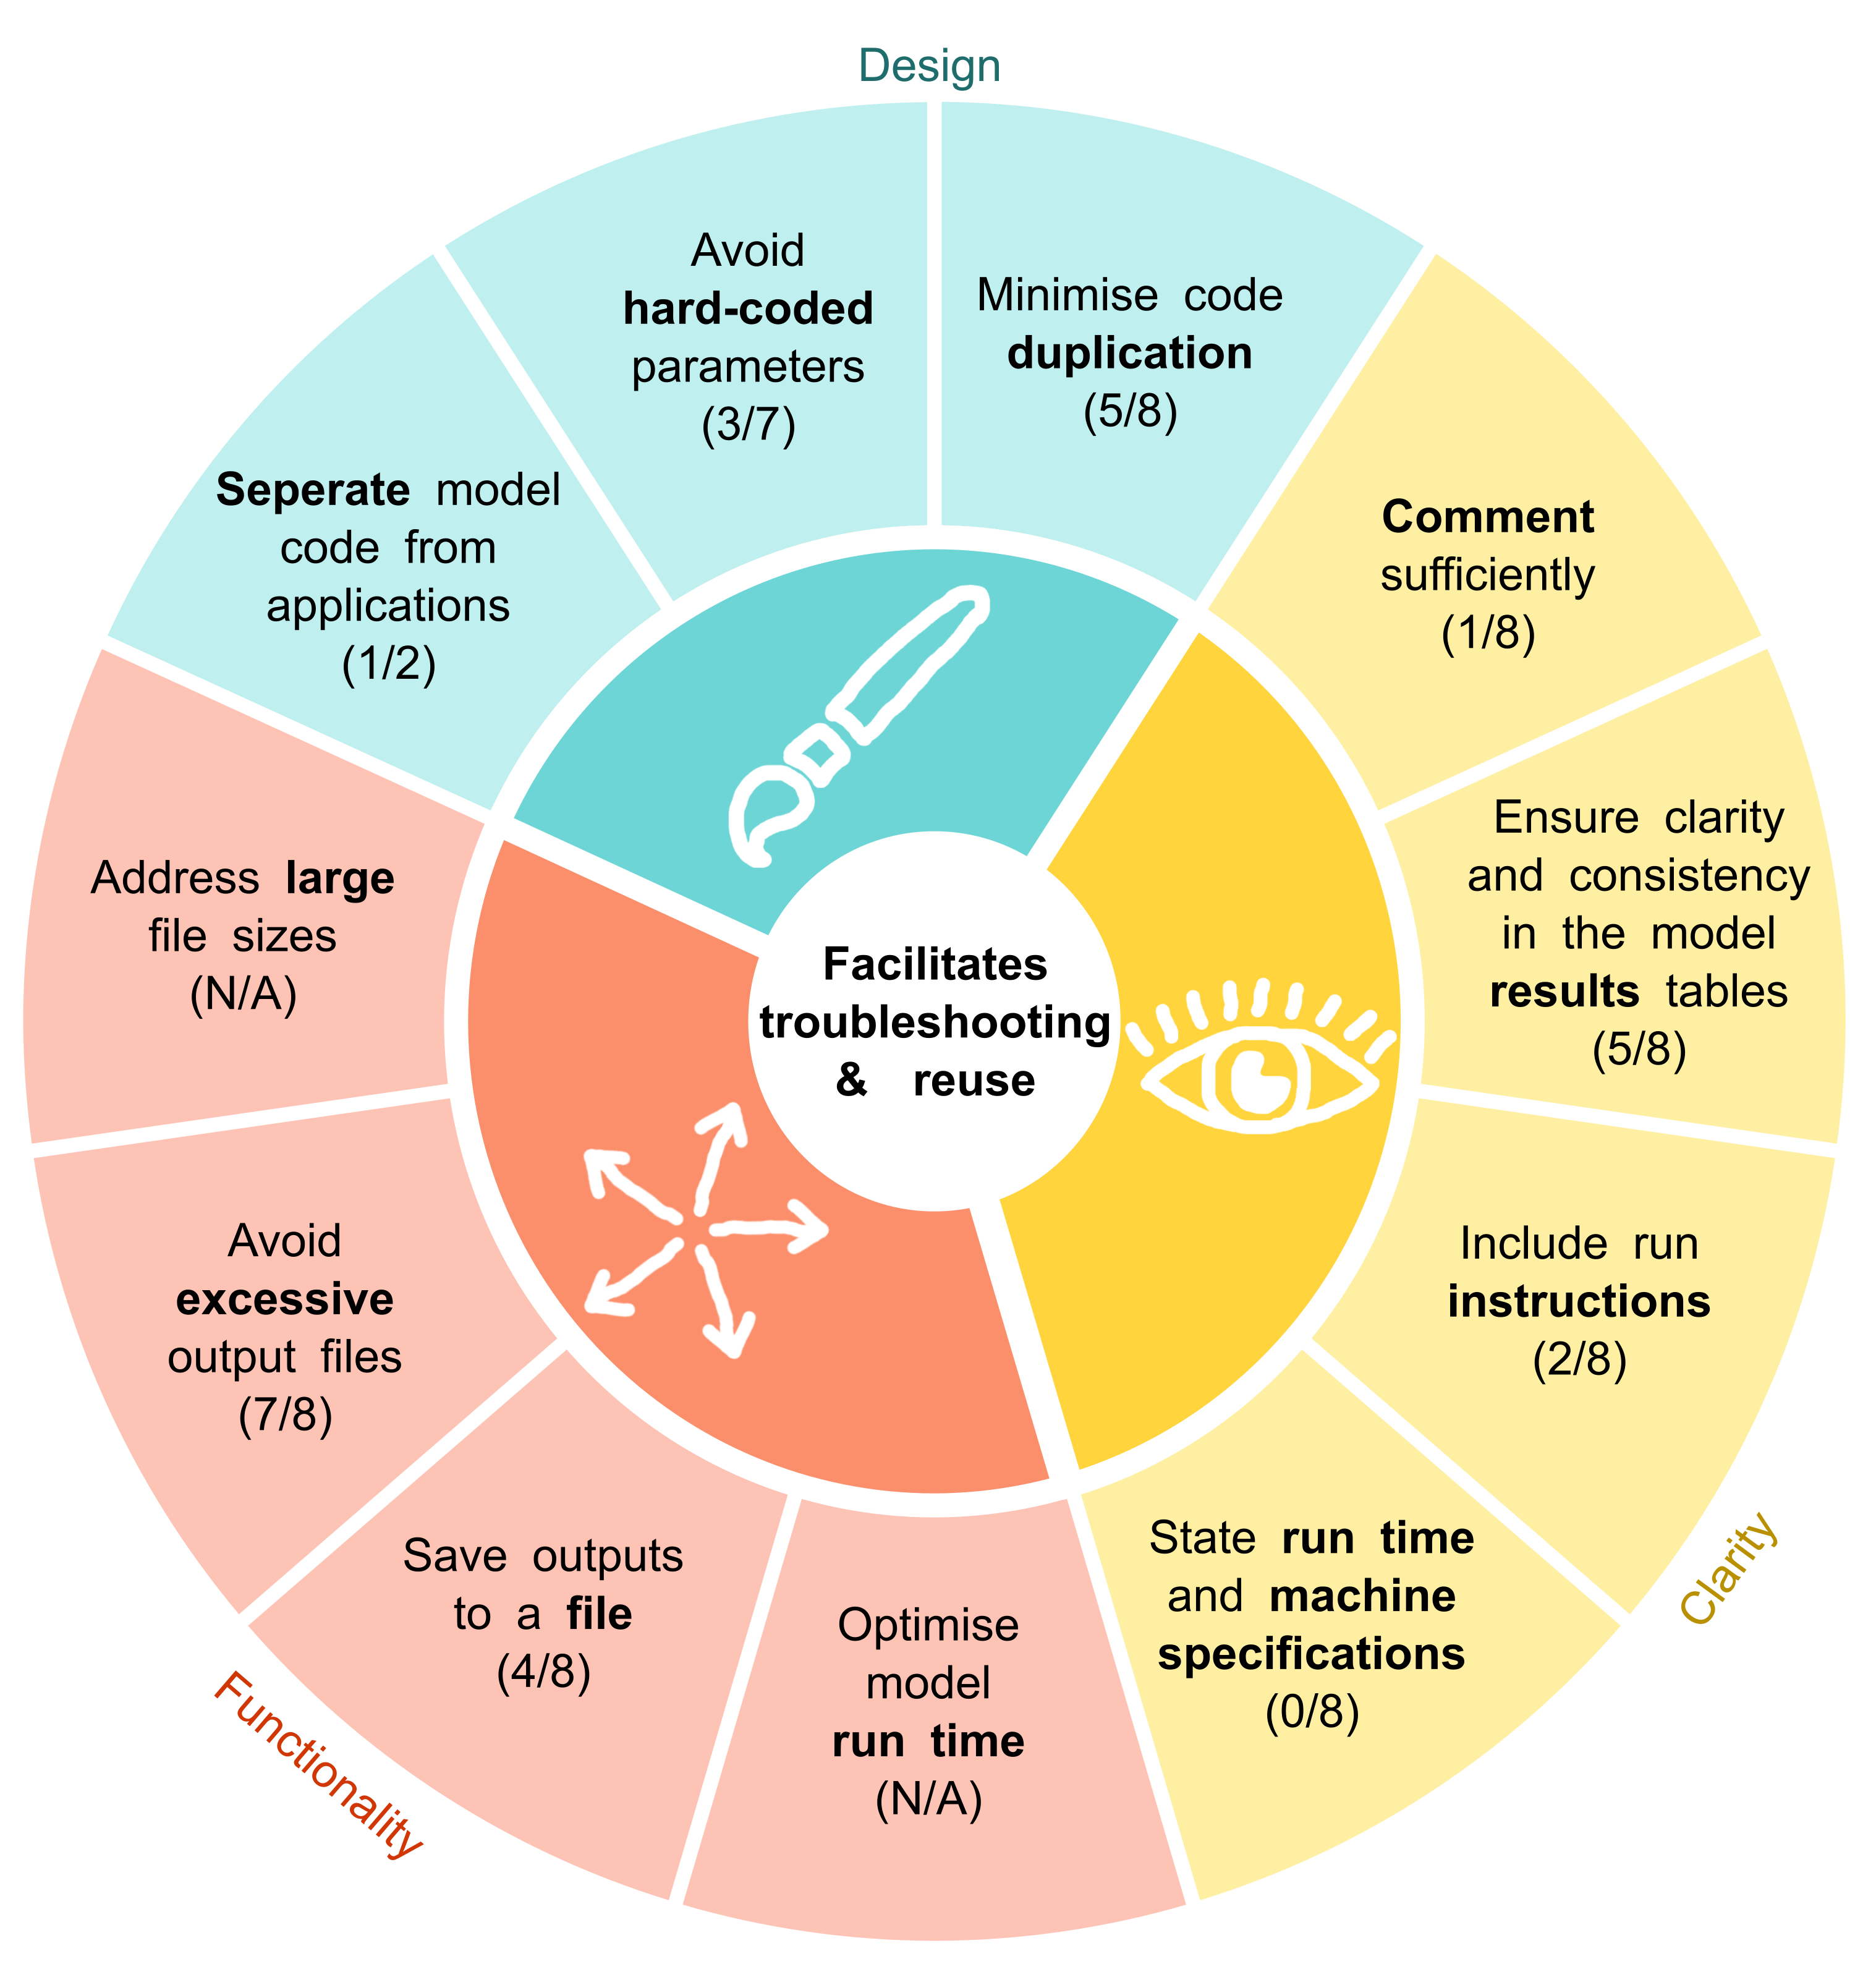 Design
Avoid
hard-coded
parameters
(3/7)
Minimise code
duplication
(5/8)
Seperate model
code from
applications
(1/2)
Comment
sufficiently
(1/8)
Address large
file sizes
(N/A)
Ensure clarity
and consistency
in the model
results tables
(5/8)
Facilitates
troubleshooting
& reuse
Avoid
excessive
output files
(7/8)
Include run
instructions
(2/8)
Save outputs
to a file
(4/8)
Optimise
model
run time
(N/A)
State run time
and machine
specifications
(0/8)
Clarity
Functionality